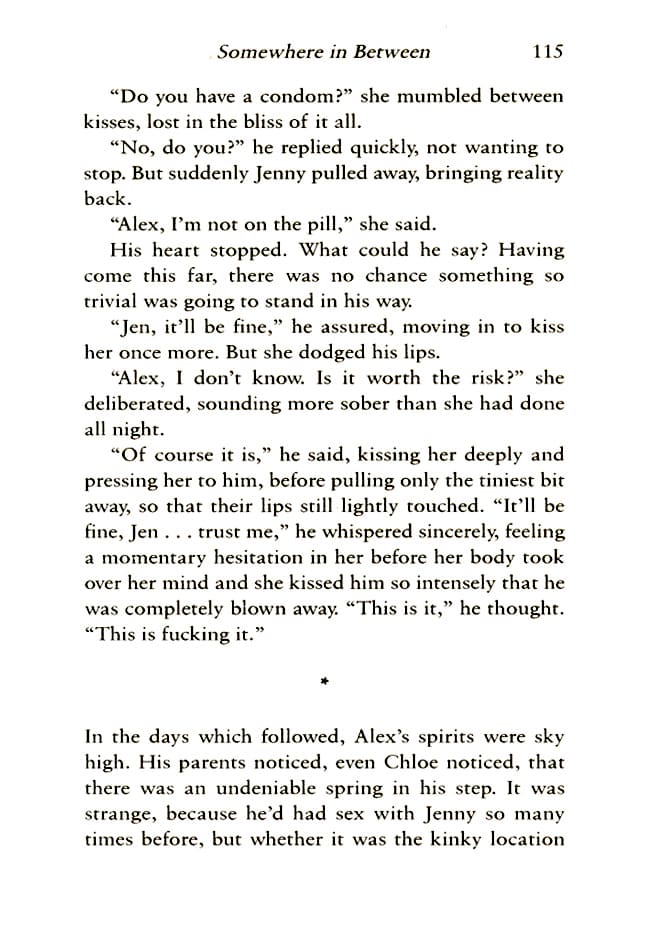 Somewhere in Between 115
“Do you have a condom?” she mumbled between
kisses, lost in the bliss of it all.
“No, do you?” he replied quickly, not wanting to
stop. But suddenly Jenny pulled away, bringing reality
back.
“Alex, I’m not on the pill,” she said.
His heart stopped. What could he say? Having
come this far, there was no chance something so
trivial was going to stand in his way.
“Jen, it’ll be fine,” he assured, moving in to kiss
her once more. But she dodged his lips.
“Alex, I don’t know. Is it worth the risk?” she
deliberated, sounding more sober than she had done
all night.
“Of course it is,” he said, kissing her deeply and
pressing her to him, before pulling only the tiniest bit
away, so that their lips still lightly touched. “It’ll be
fine, Jen . . . trust me,” he whispered sincerely, feeling
a momentary hesitation in her before her body took
over her mind and she kissed him so intensely that he
was completely blown away. “This is it,” he thought.
“This is fucking it.”
*
In the days which followed, Alex’s spirits were sky
high. His parents noticed, even Chloe noticed, that
there was an undeniable spring in his step. It was
strange, because he’d had sex with Jenny so many
times before, but whether it was the kinky location